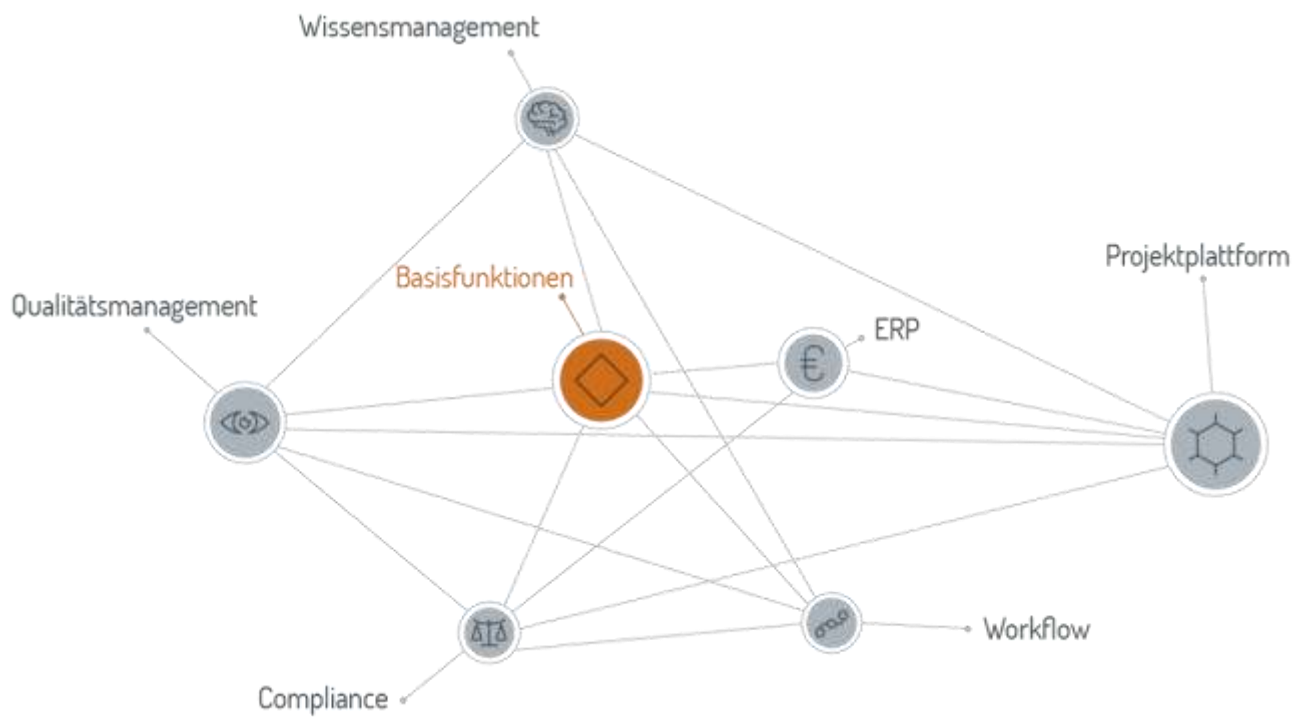 Wissensmanagement
Projektplattform
Basisfunktionen
Qualitätsmanagement
ERP
€
Workflow
Compliance